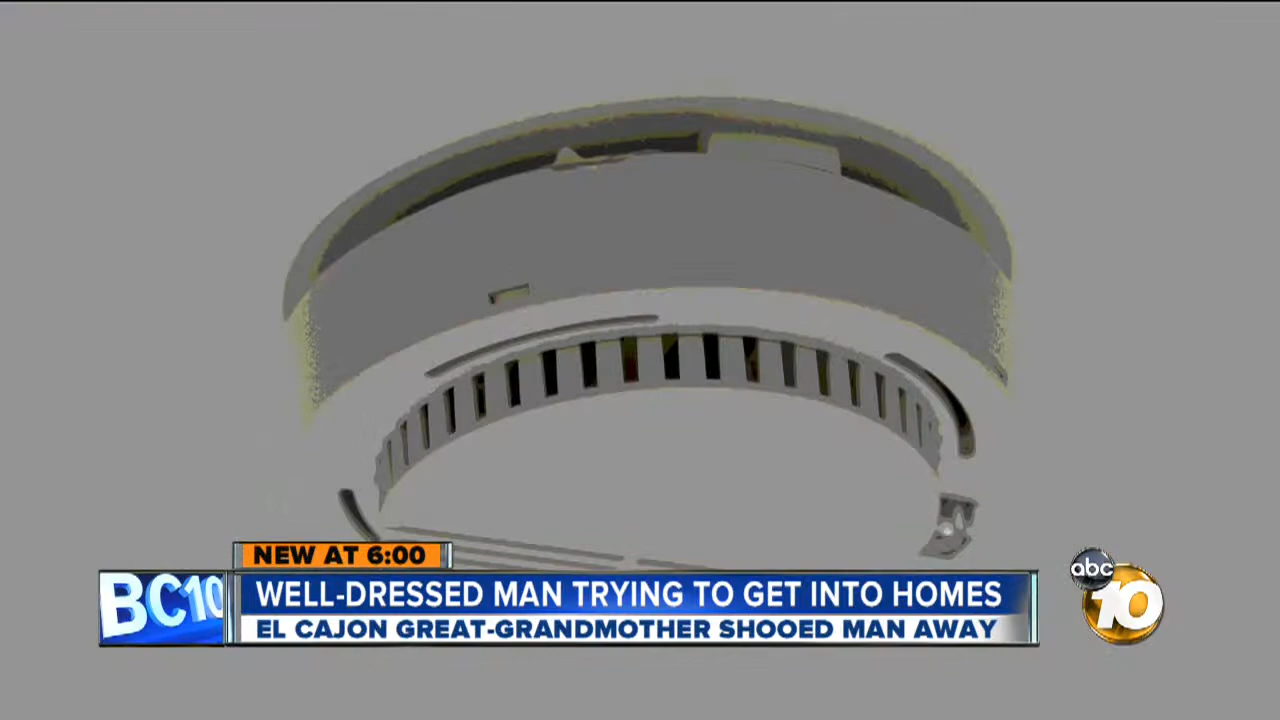 NEW AT 6:00
BC10
WELL-DRESSED MAN TRYING TO GET INTO HOMES
EL CAJON GREAT-GRANDMOTHER SHOOED MAN AWAY
abc
10